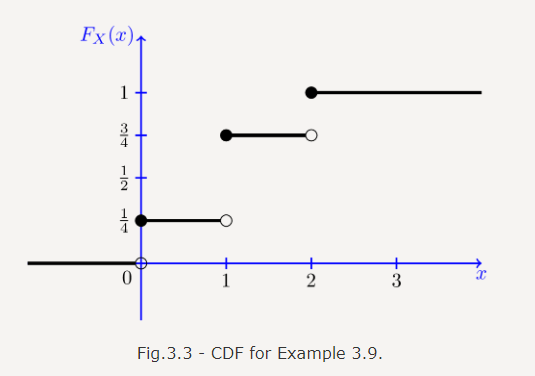 F_X(x)
1
3/4
1/2
1/4
0 1 2 3 x
Fig.3.3 - CDF for Example 3.9.